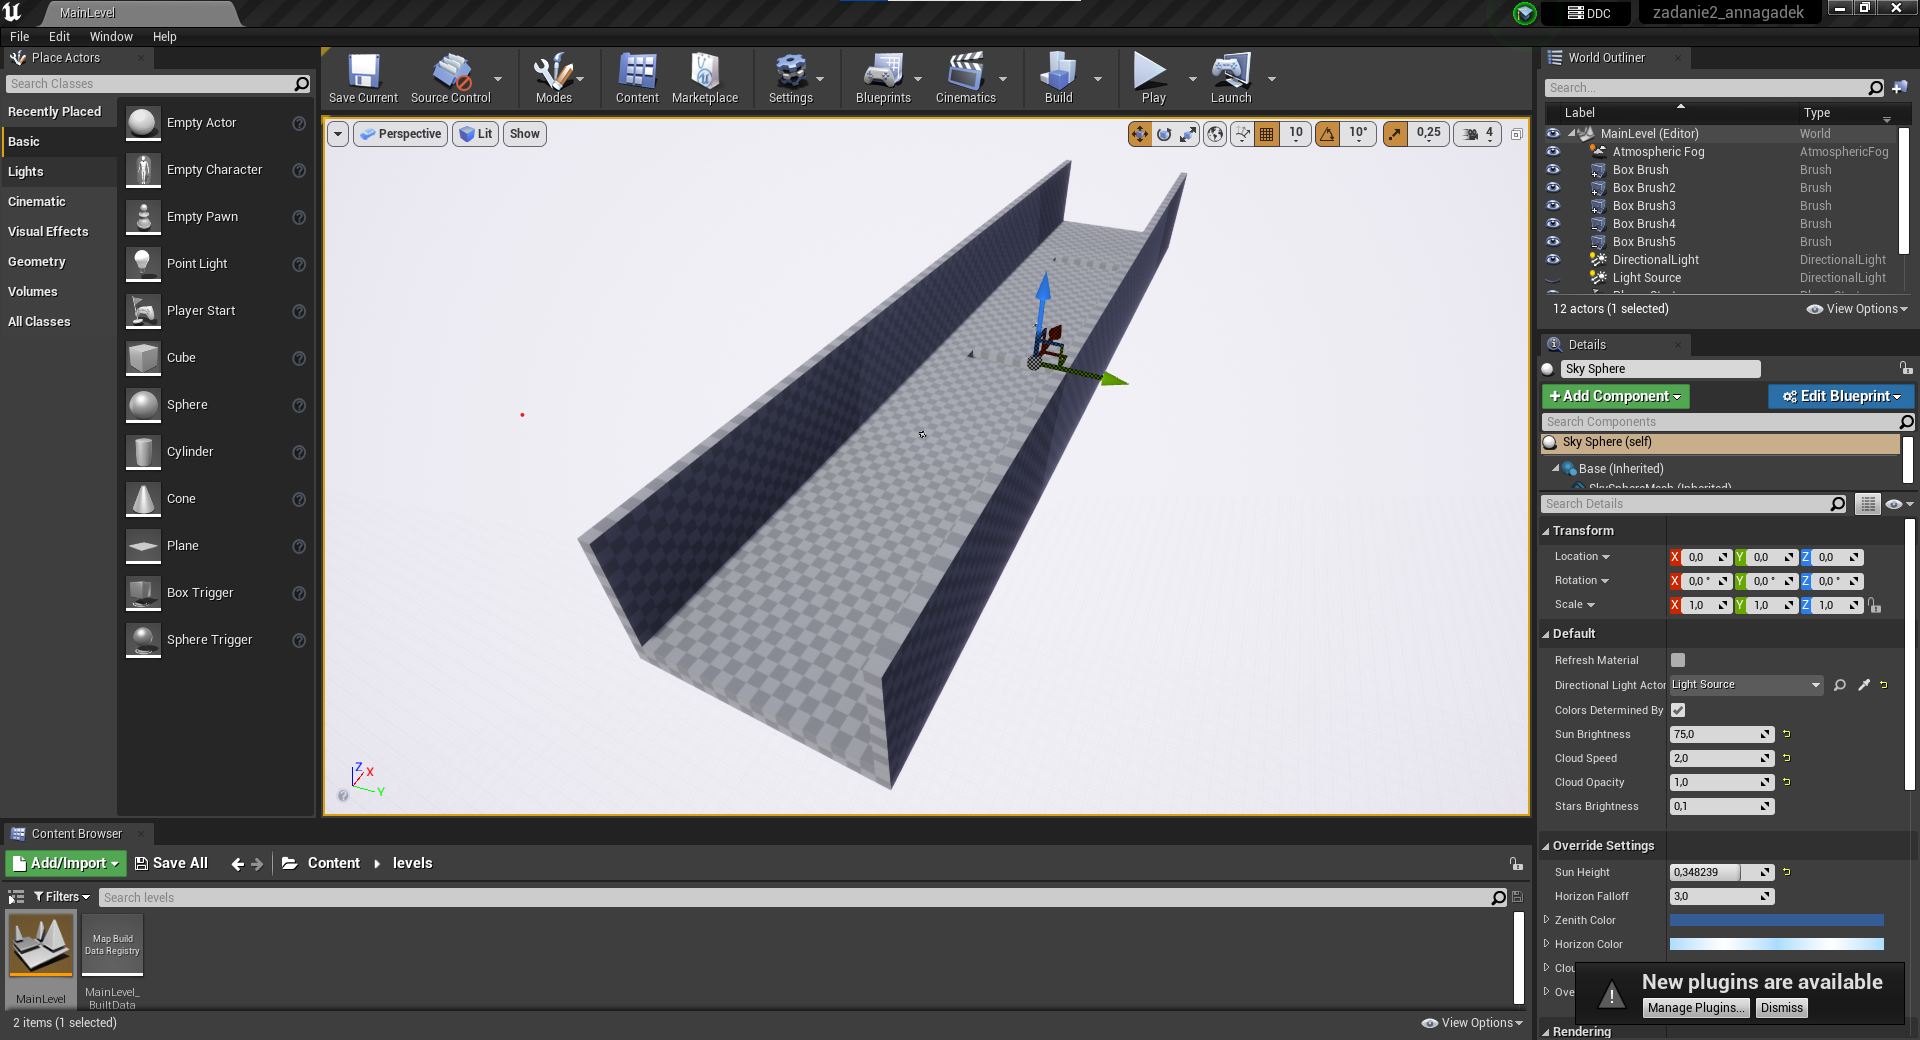 MainLevel
DDC
zadanie2_annagadek
File Edit Window Help
Place Actors
Search Classes
Recently Placed
Basic
Lights
Cinematic
Visual Effects
Geometry
Volumes
All Classes
Empty Actor
Empty Character
Empty Pawn
Point Light
Player Start
Cube
Sphere
Cylinder
Cone
Plane
Box Trigger
Sphere Trigger
Save Current
Source Control
Modes
Content
Marketplace
Settings
Blueprints
Cinematics
Build
Play
Launch
Perspective
Lit
Show
10
10°
0,25
4
Z
X
Y
World Outliner
Search...
Label Type
MainLevel (Editor) World
Atmospheric Fog AtmosphericFog
Box Brush Brush
Box Brush2 Brush
Box Brush3 Brush
Box Brush4 Brush
Box Brush5 Brush
DirectionalLight DirectionalLight
Light Source DirectionalLight
12 actors (1 selected) View Options
Details
Sky Sphere
+Add Component Edit Blueprint
Search Components
Sky Sphere (self)
Base (Inherited)
SkySphereMesh (Inherited)
Search Details
Transform
Location X 0,0 Y 0,0 Z 0,0
Rotation X 0,0 ° Y 0,0 ° Z 0,0 °
Scale X 1,0 Y 1,0 Z 1,0
Default
Refresh Material
Directional Light Actor Light Source
Colors Determined By
Sun Brightness 75,0
Cloud Speed 2,0
Cloud Opacity 1,0
Stars Brightness 0,1
Override Settings
Sun Height 0,348239
Horizon Falloff 3,0
Zenith Color
Horizon Color
Clou
Ove
Rendering
New plugins are available
Manage Plugins... Dismiss
Content Browser
Add/Import Save All Content levels
Filters Search levels
Map Build
Data Registry
MainLevel
MainLevel_
BuiltData
2 items (1 selected) View Options